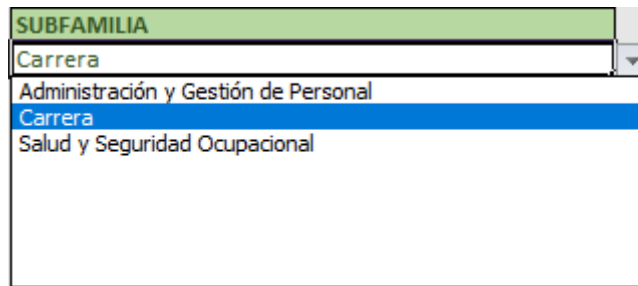 SUBFAMILIA
Carrera
Administración y Gestión de Personal
Carrera
Salud y Seguridad Ocupacional